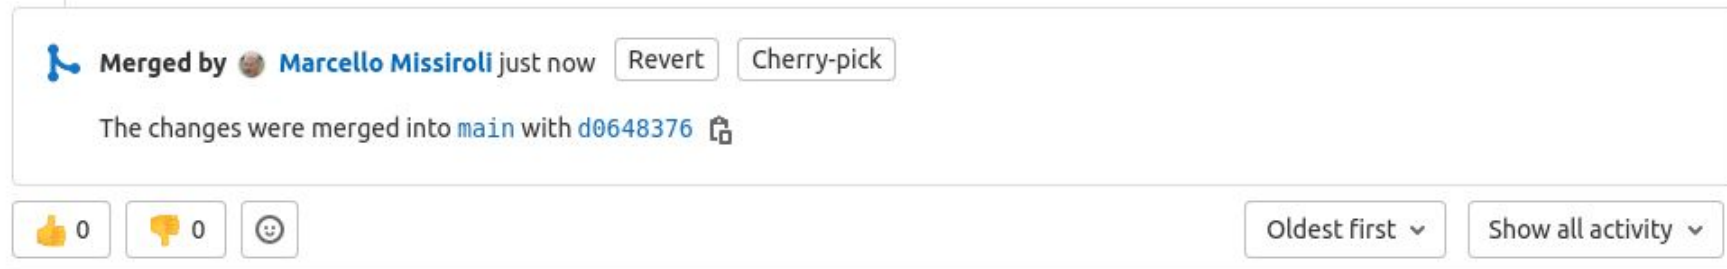 Merged by Marcello Missiroli just now Revert Cherry-pick
The changes were merged into main with d0648376
0 0 Oldest first Show all activity